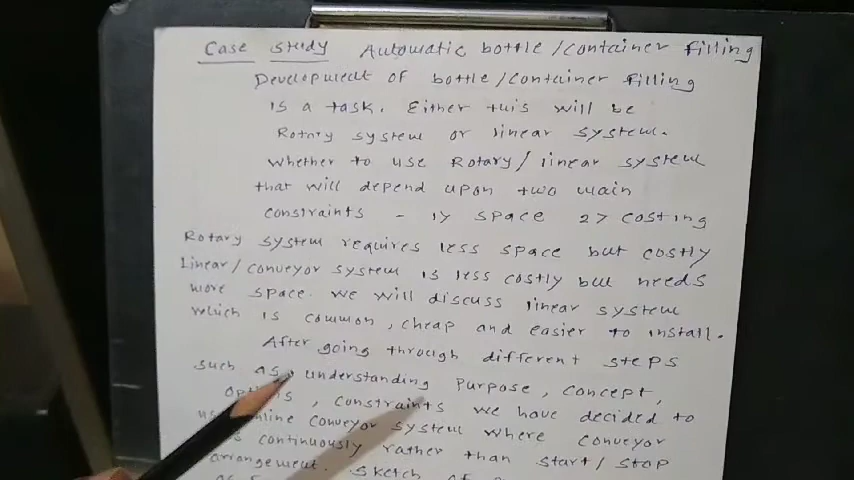 Case Study Automatic bottle/container filling
Development of bottle/container filling
is a task. Either this will be
Rotary system or linear system.
Whether to use Rotary/linear system
that will depend upon two main
constraints - 1> space 2> costing
Rotary system requires less space but costly
Linear/conveyor system is less costly but needs
more space. We will discuss linear system
which is common, cheap and easier to install.
After going through different steps
such as understanding purpose, concept,
constraints we have decided to
inline conveyor system where conveyor
continuously rather than start/stop
arrangement. Sketch of